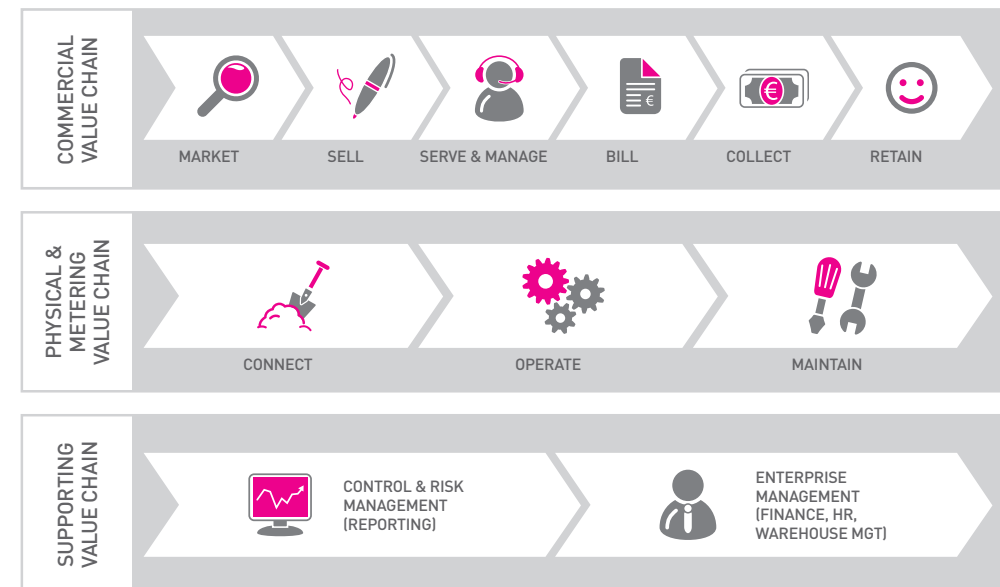 COMMERCIAL
VALUE CHAIN
€
€
MARKET
SELL
SERVE & MANAGE
BILL
COLLECT
RETAIN
PHYSICAL &
METERING
VALUE CHAIN
CONNECT
OPERATE
MAINTAIN
SUPPORTING
VALUE CHAIN
CONTROL & RISK
MANAGEMENT
(REPORTING)
ENTERPRISE
MANAGEMENT
(FINANCE, HR,
WAREHOUSE MGT)